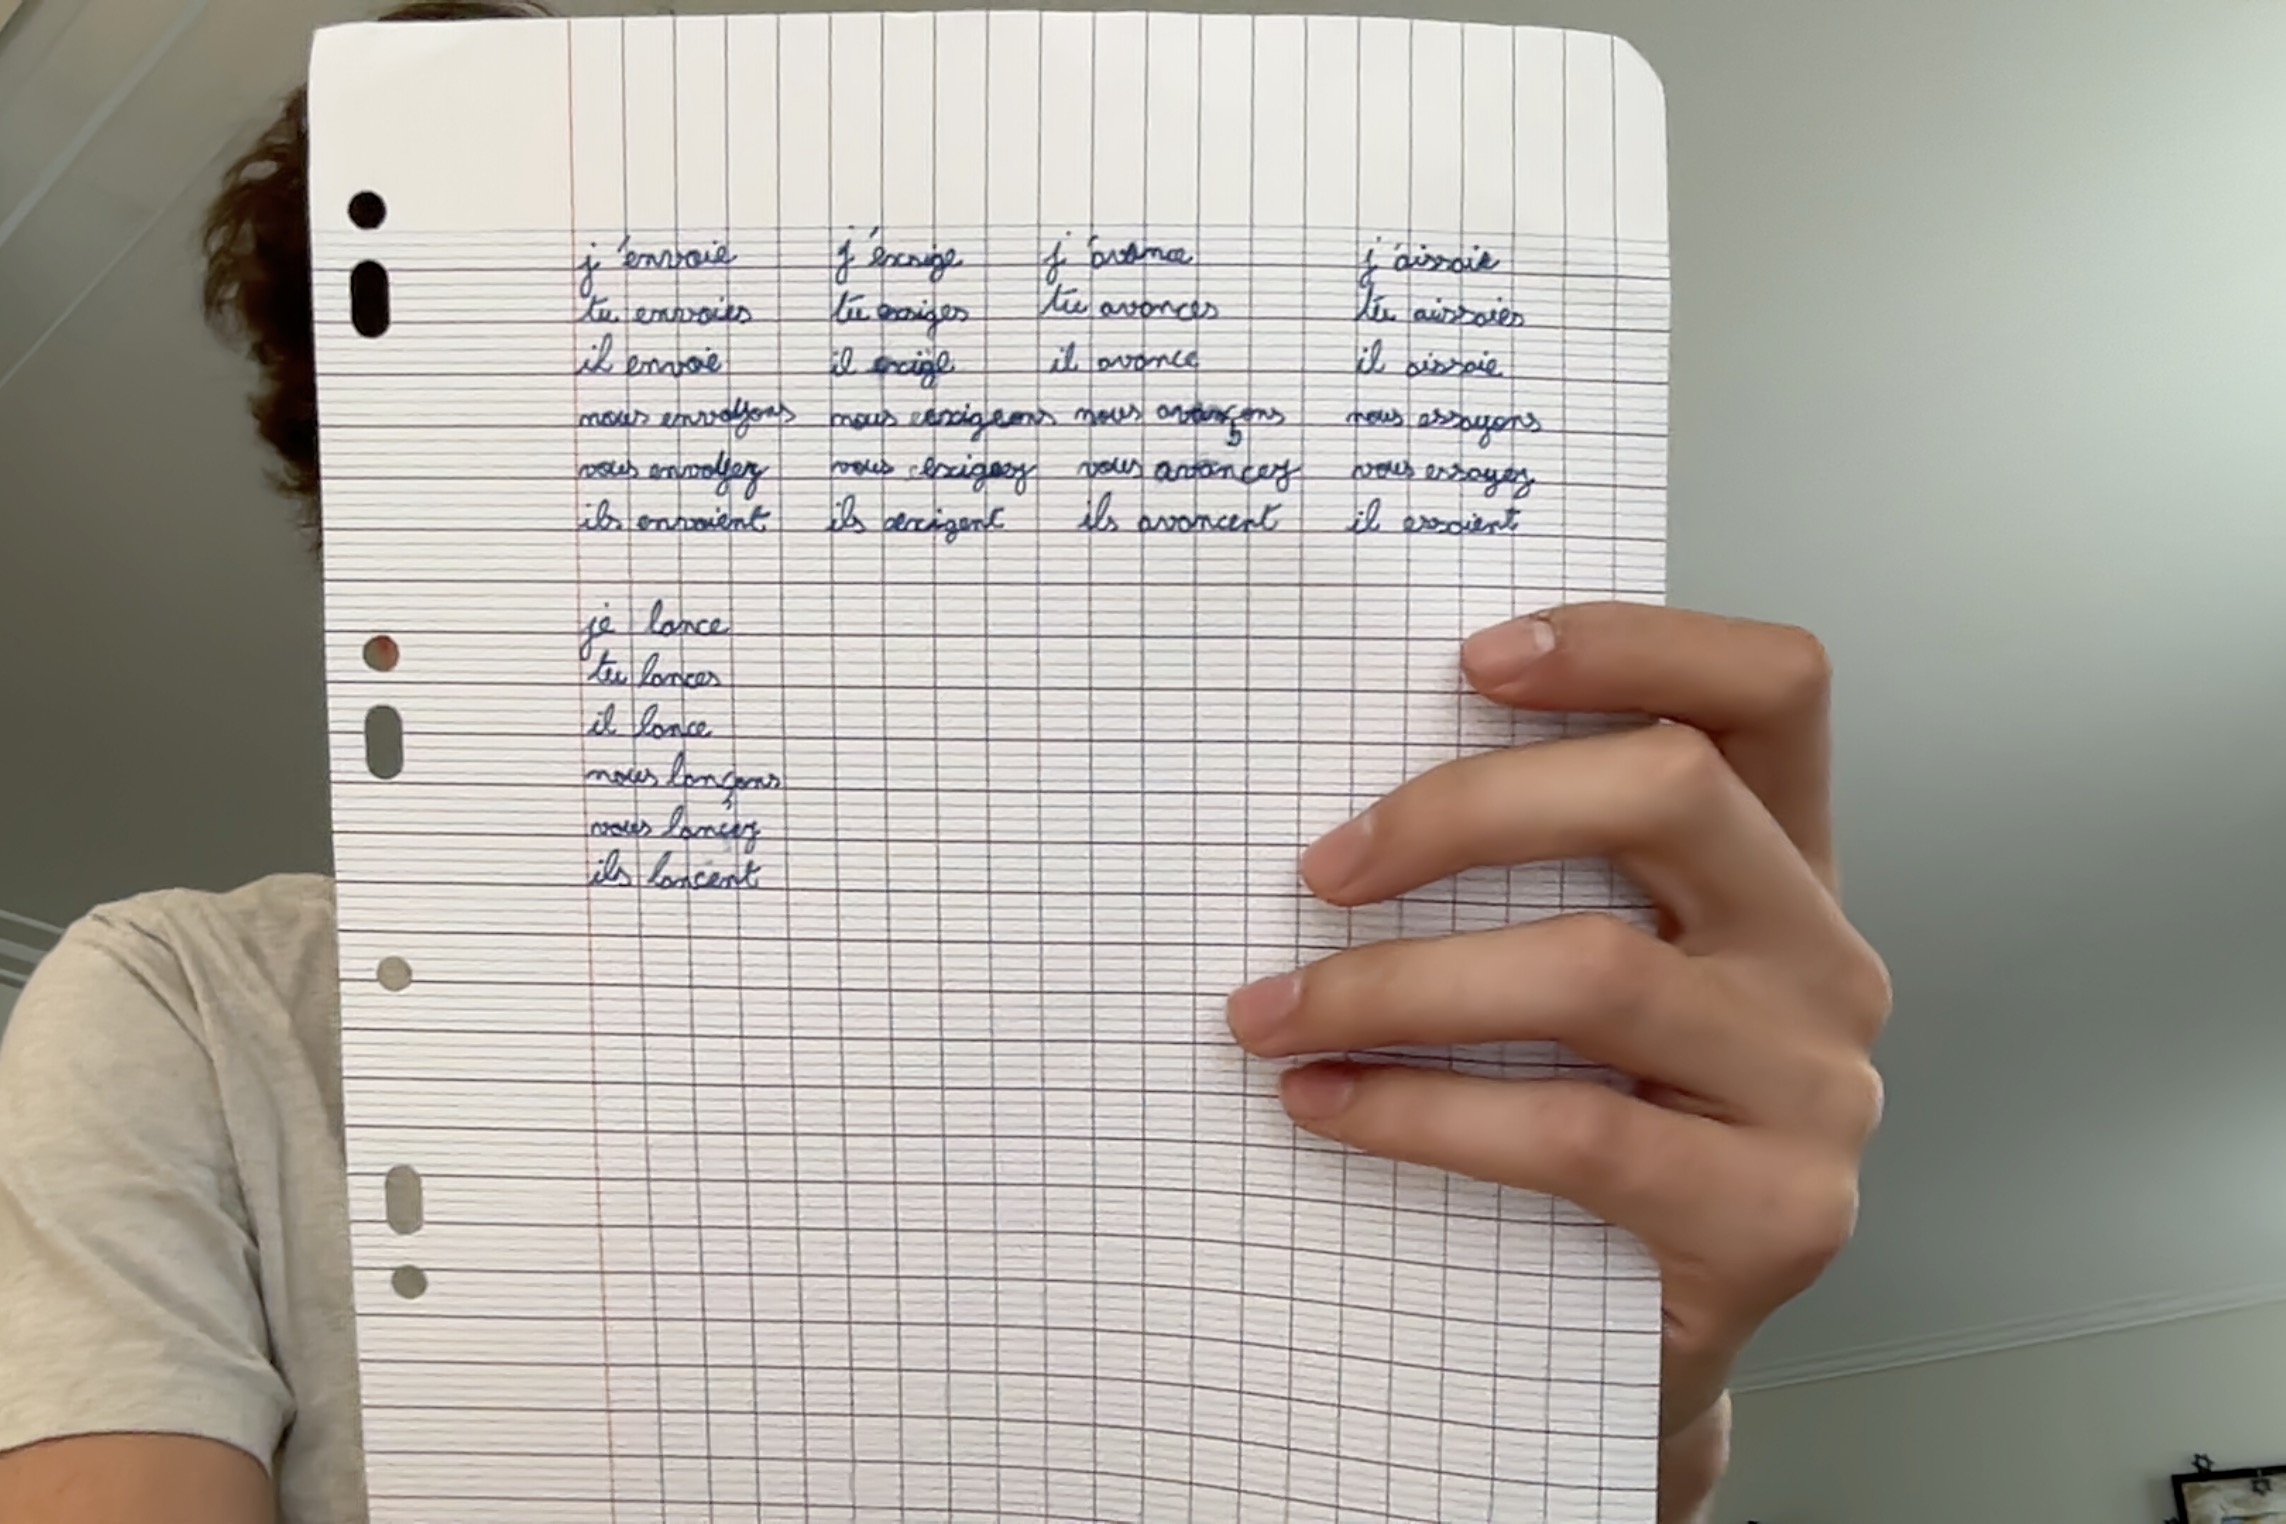 j'envoie j'éxige j'avance j'aissaie
tu envoies tu exiges tu avances tu aissaies
il envoie il exige il avance il aissaie
nous envoyons nous exigeons nous avançons nous essayons
vous envoyez vous vous avancez vous essayez
ils envoient ils exigent ils avancent il essaient
je lance
tu lances
il lance
nous lançons
vous lancez
ils lancent